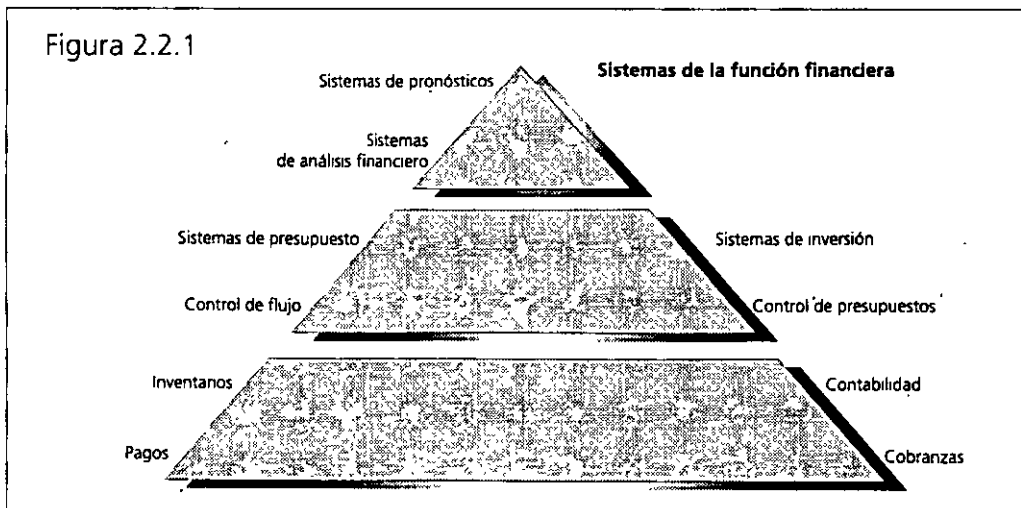 Figura 2.2.1
Sistemas de la función financiera
Sistemas de pronósticos
Sistemas
de análisis financiero
Sistemas de presupuesto
Sistemas de inversión
Control de flujo
Control de presupuestos
Inventanos
Contabilidad
Pagos
Cobranzas